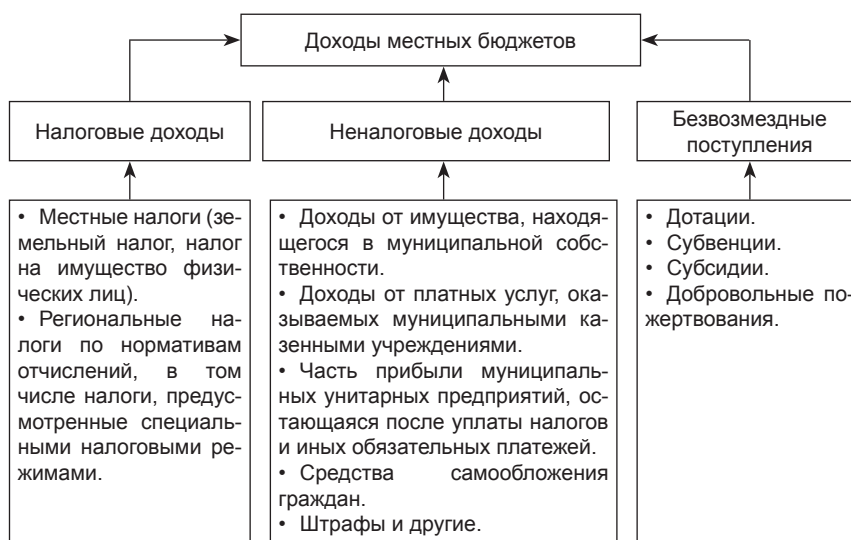 Доходы местных бюджетов
Налоговые доходы
Неналоговые доходы
Безвозмездные
поступления
• Местные налоги (зе-
мельный налог, налог
на имущество физи-
ческих лиц).
• Региональные на-
логи по нормативам
отчислений, в том
числе налоги, предус-
мотренные специаль-
ными налоговыми ре-
жимами.
• Доходы от имущества, находя-
щегося в муниципальной собс-
твенности.
• Доходы от платных услуг, ока-
зываемых муниципальными ка-
зенными учреждениями.
• Часть прибыли муниципаль-
ных унитарных предприятий, ос-
тающаяся после уплаты налогов
и иных обязательных платежей.
• Средства самообложения
граждан.
• Штрафы и другие.
• Дотации.
• Субвенции.
• Субсидии.
• Добровольные по-
жертвования.